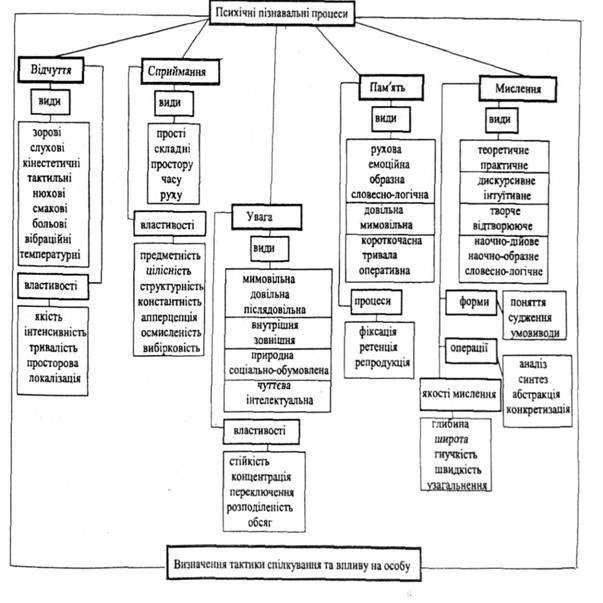 Психічні пізнавальні процеси
Відчуття
види
зорові
слухові
кінестетичні
тактильні
нюхові
смакові
больові
вібраційні
температурні
властивості
якість
інтенсивність
тривалість
просторова
локалізація
Сприймання
види
прості
складні
простору
часу
руху
властивості
предметність
цілісність
структурність
константність
апперцепція
осмисленість
вибірковість
Увага
види
мимовільна
довільна
післядовільна
внутрішня
зовнішня
природна
соціально-обумовлена
чуттєва
інтелектуальна
властивості
стійкість
концентрація
переключення
розподіленість
обсяг
Пам'ять
види
рухова
емоційна
образна
словесно-логічна
довільна
мимовільна
короткочасна
тривала
оперативна
процеси
фіксація
ретенція
репродукція
Мислення
види
теоретичне
практичне
дискурсивне
інтуїтивне
творче
відтворююче
наочно-дійове
наочно-образне
словесно-логічне
форми
поняття
судження
умовиводи
операції
аналіз
синтез
абстракція
конкретизація
якості мислення
глибина
широта
гнучкість
швидкість
узагальнення
Визначення тактики спілкування та впливу на особу